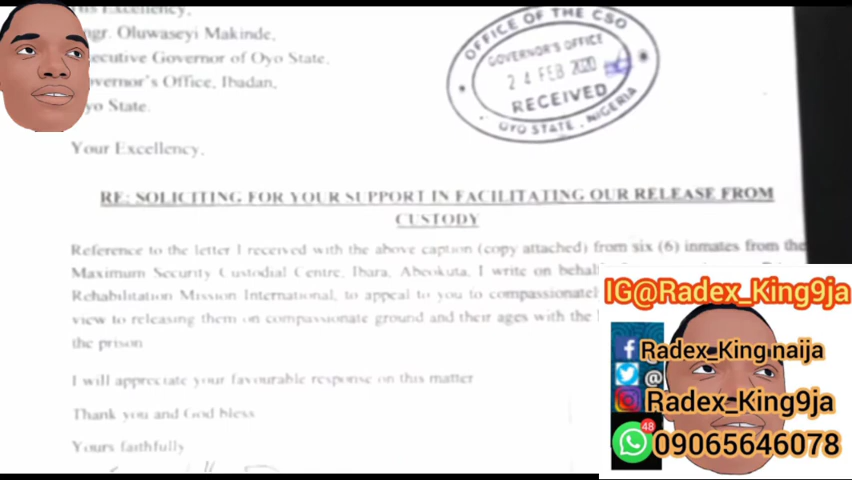 His Excellency,
Engr. Oluwaseyi Makinde,
Executive Governor of Oyo State,
Governor's Office, Ibadan,
Oyo State.
OFFICE OF THE CSO
GOVERNOR'S OFFICE
24 FEB 2020
RECEIVED
OYO STATE, NIGERIA
Your Excellency,
RE: SOLICITING FOR YOUR SUPPORT IN FACILITATING OUR RELEASE FROM
CUSTODY
Reference to the letter I received with the above caption (copy attached) from six (6) inmates from the
Maximum Security Custodial Centre, Ibara, Abeokuta, I write on behalf
Rehabilitation Mission International, to appeal to you to compassionatel
view to releasing them on compassionate ground and their ages with the
the prison
I will appreciate your favourable response on this matter
Thank you and God bless
Yours faithfully
IG@Radex_King9ja
Radex_King naija
@
Radex_King9ja
48
09065646078